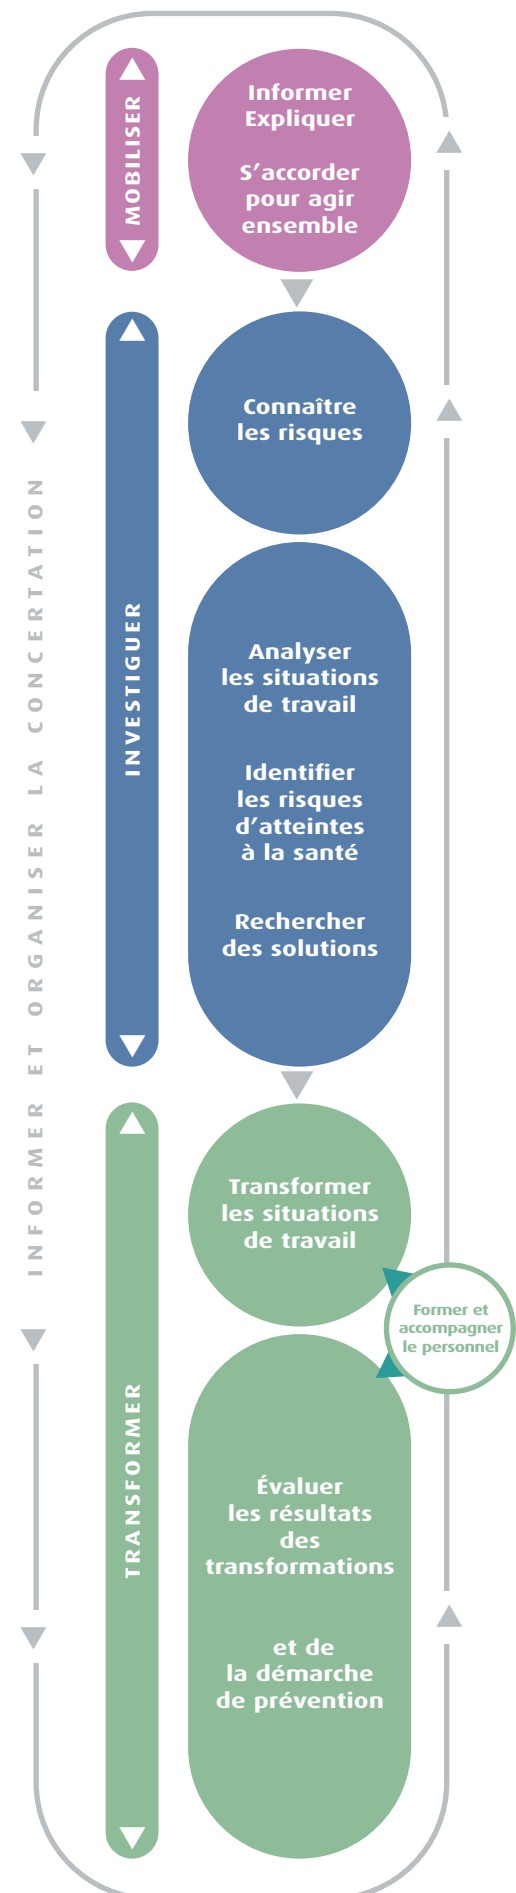 MOBILISER
Informer
Expliquer
S’accorder
pour agir
ensemble
INFORMER ET ORGANISER LA CONCERTATION
INVESTIGUER
Connaître
les risques
Analyser
les situations
de travail
Identifier
les risques
d’atteintes
à la santé
Rechercher
des solutions
TRANSFORMER
Transformer
les situations
de travail
Former et
accompagner
le personnel
Évaluer
les résultats
des
transformations
et de
la démarche
de prévention